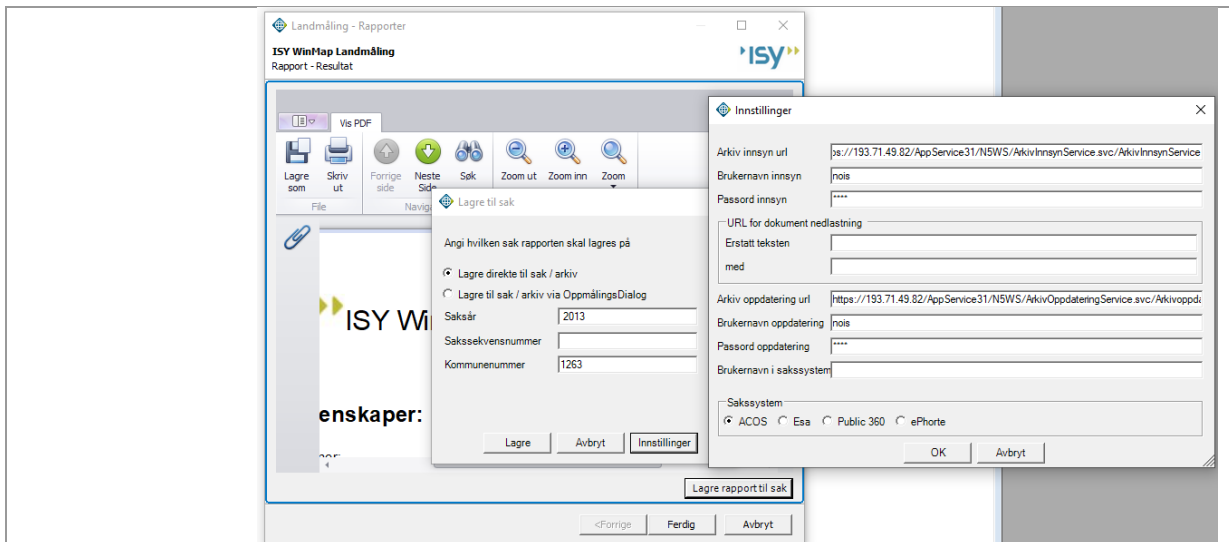 Landmåling - Rapporter
ISY WinMap Landmåling
Rapport - Resultat
ISY
Vis PDF
Lagre som
Skriv ut
Forrige side
Neste Side
Søk
Zoom ut
Zoom inn
Zoom
File
Naviga
ISY Wi
enskaper:
Lagre til sak
Angi hvilken sak rapporten skal lagres på
Lagre direkte til sak / arkiv
Lagre til sak / arkiv via OppmålingsDialog
Saksår 2013
Sakssekvensnummer
Kommunenummer 1263
Lagre Avbryt Innstillinger
Lagre rapport til sak
<Forrige Ferdig Avbryt
Innstillinger
Arkiv innsyn url ps://193.71.49.82/AppService31/N5WS/ArkivInnsynService.svc/ArkivInnsynService
Brukernavn innsyn nois
Passord innsyn ****
URL for dokument nedlastning
Erstatt teksten
med
Arkiv oppdatering url https://193.71.49.82/AppService31/N5WS/ArkivOppdateringService.svc/Arkivoppda
Brukernavn oppdatering nois
Passord oppdatering ****
Brukernavn i sakssystem
Sakssystem
ACOS Esa Public 360 ePhorte
OK Avbryt